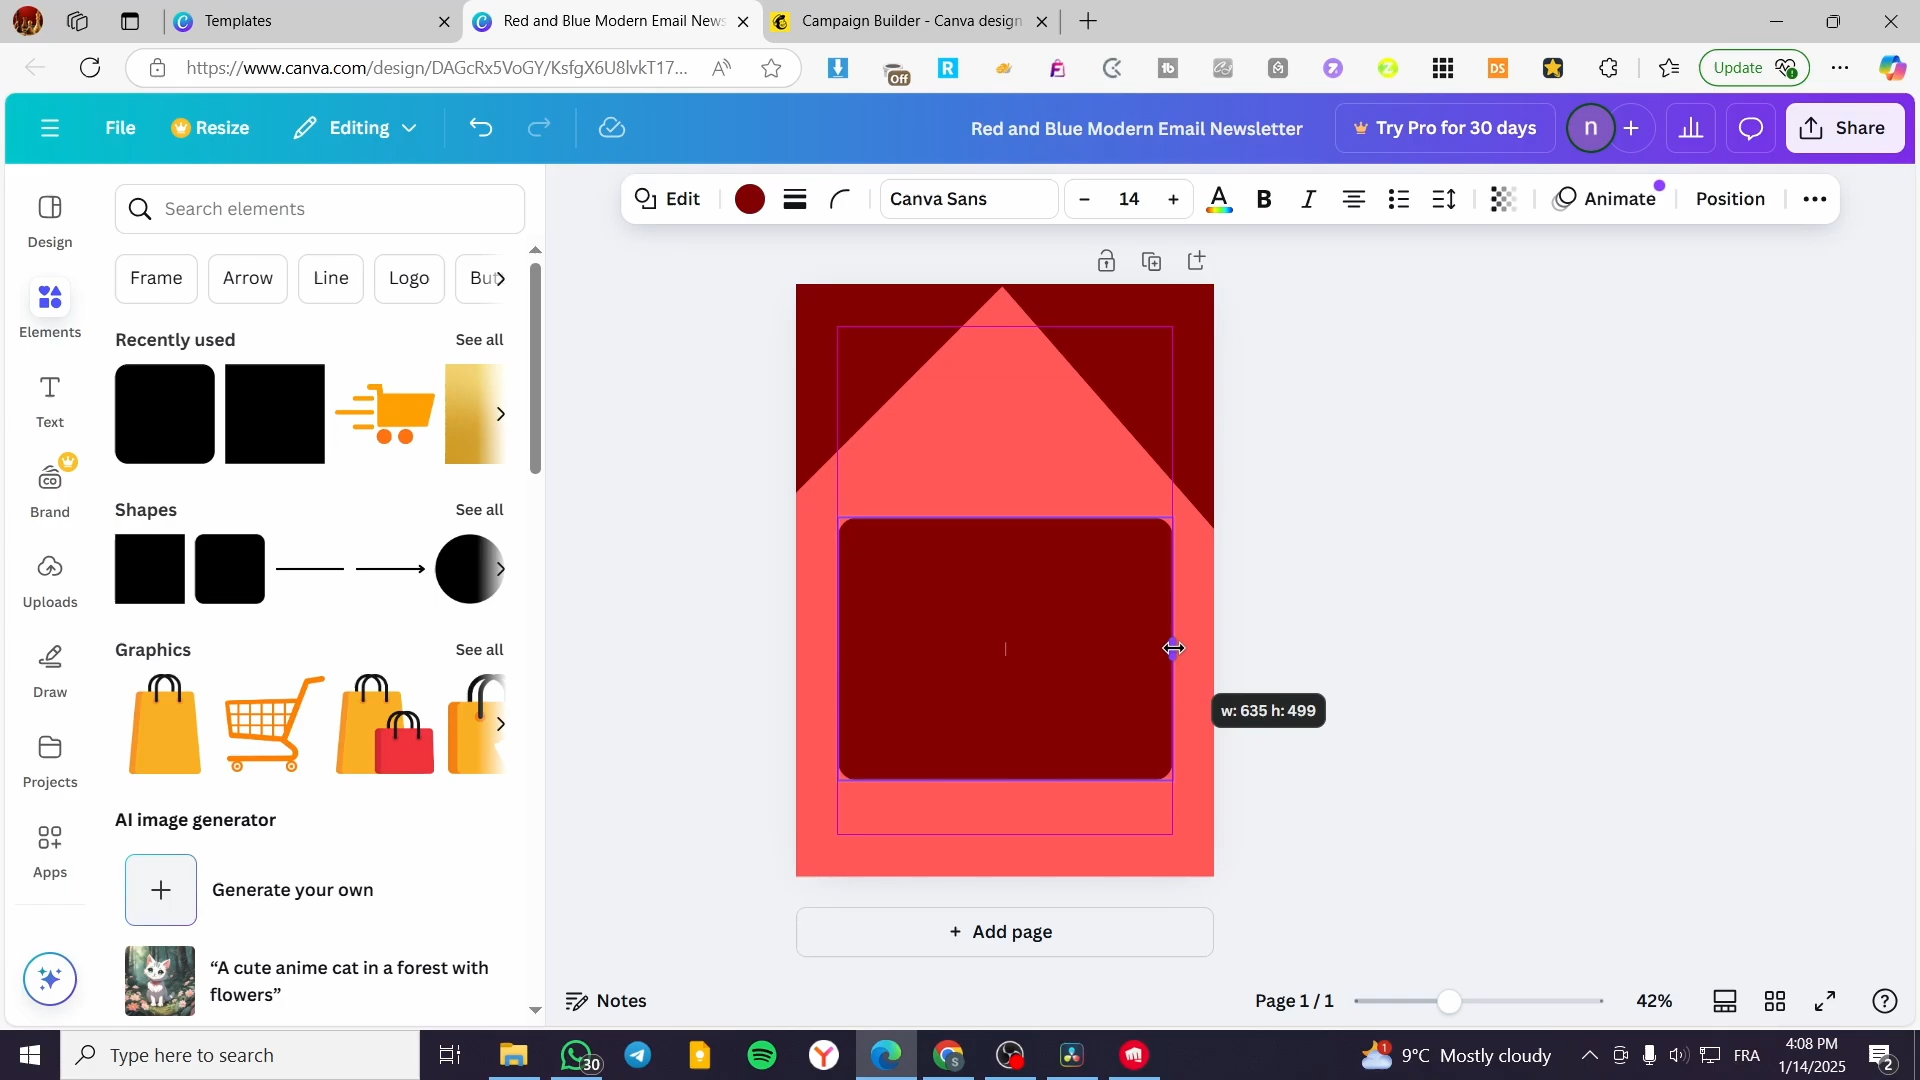 Templates
Red and Blue Modern Email News
Campaign Builder - Canva design
https://www.canva.com/design/DAGcRx5VoGY/KsfgX6U8lvkT17...
A))
Off
R
tb
DS
Update
File
Resize
Editing
Red and Blue Modern Email Newsletter
Try Pro for 30 days
n
Share
Design
Elements
Text
Brand
Uploads
Draw
Projects
Apps
Search elements
Frame
Arrow
Line
Logo
But
Recently used
See all
Shapes
See all
Graphics
See all
AI image generator
Generate your own
“A cute anime cat in a forest with
flowers”
Edit
Canva Sans
14
A
B
I
Animate
Position
w: 635 h: 499
+ Add page
Notes
Page 1 / 1
42%
Type here to search
30
9°C Mostly cloudy
FRA
4:08 PM
1/14/2025
2